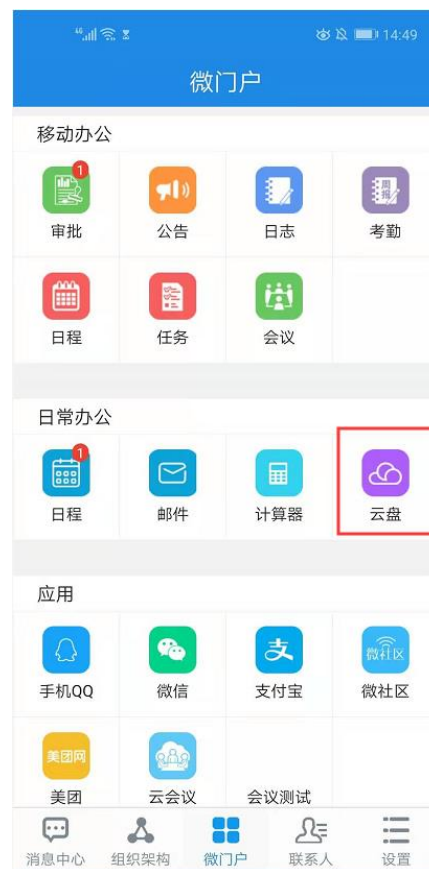 46 14:49
微门户
移动办公
1
审批 公告 日志 周报 考勤
日程 任务 会议
日常办公
1
日程 邮件 计算器 云盘
应用
支 微社区
手机QQ 微信 支付宝 微社区
美团网
美团 云会议 会议测试
消息中心 组织架构 微门户 联系人 设置